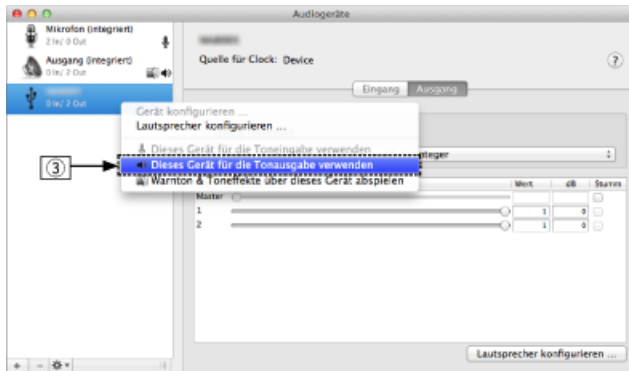 Audiogeräte
Mikrofon (integriert)
2 In/ 0 Out
Ausgang (integriert)
0 In/ 2 Out
0 In/ 2 Out
Quelle für Clock: Device
?
Eingang Ausgang
Gerät konfigurieren ...
Lautsprecher konfigurieren ...
Dieses Gerät für die Toneingabe verwenden
Dieses Gerät für die Tonausgabe verwenden
Warnton & Toneffekte über dieses Gerät abspielen
nteger
3
Wert dB Stumm
Master
1 1 0
2 1 0
Lautsprecher konfigurieren ...
+ -